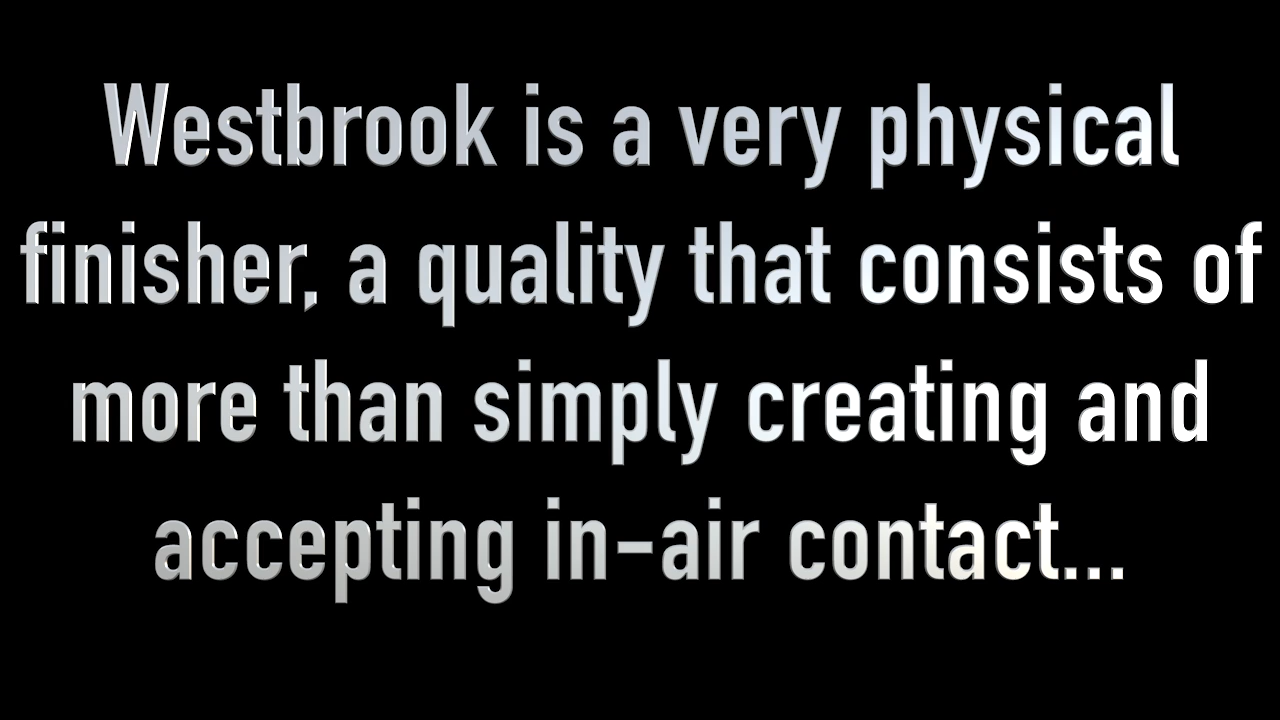 Westbrook is a very physical
finisher, a quality that consists of
more than simply creating and
accepting in-air contact...